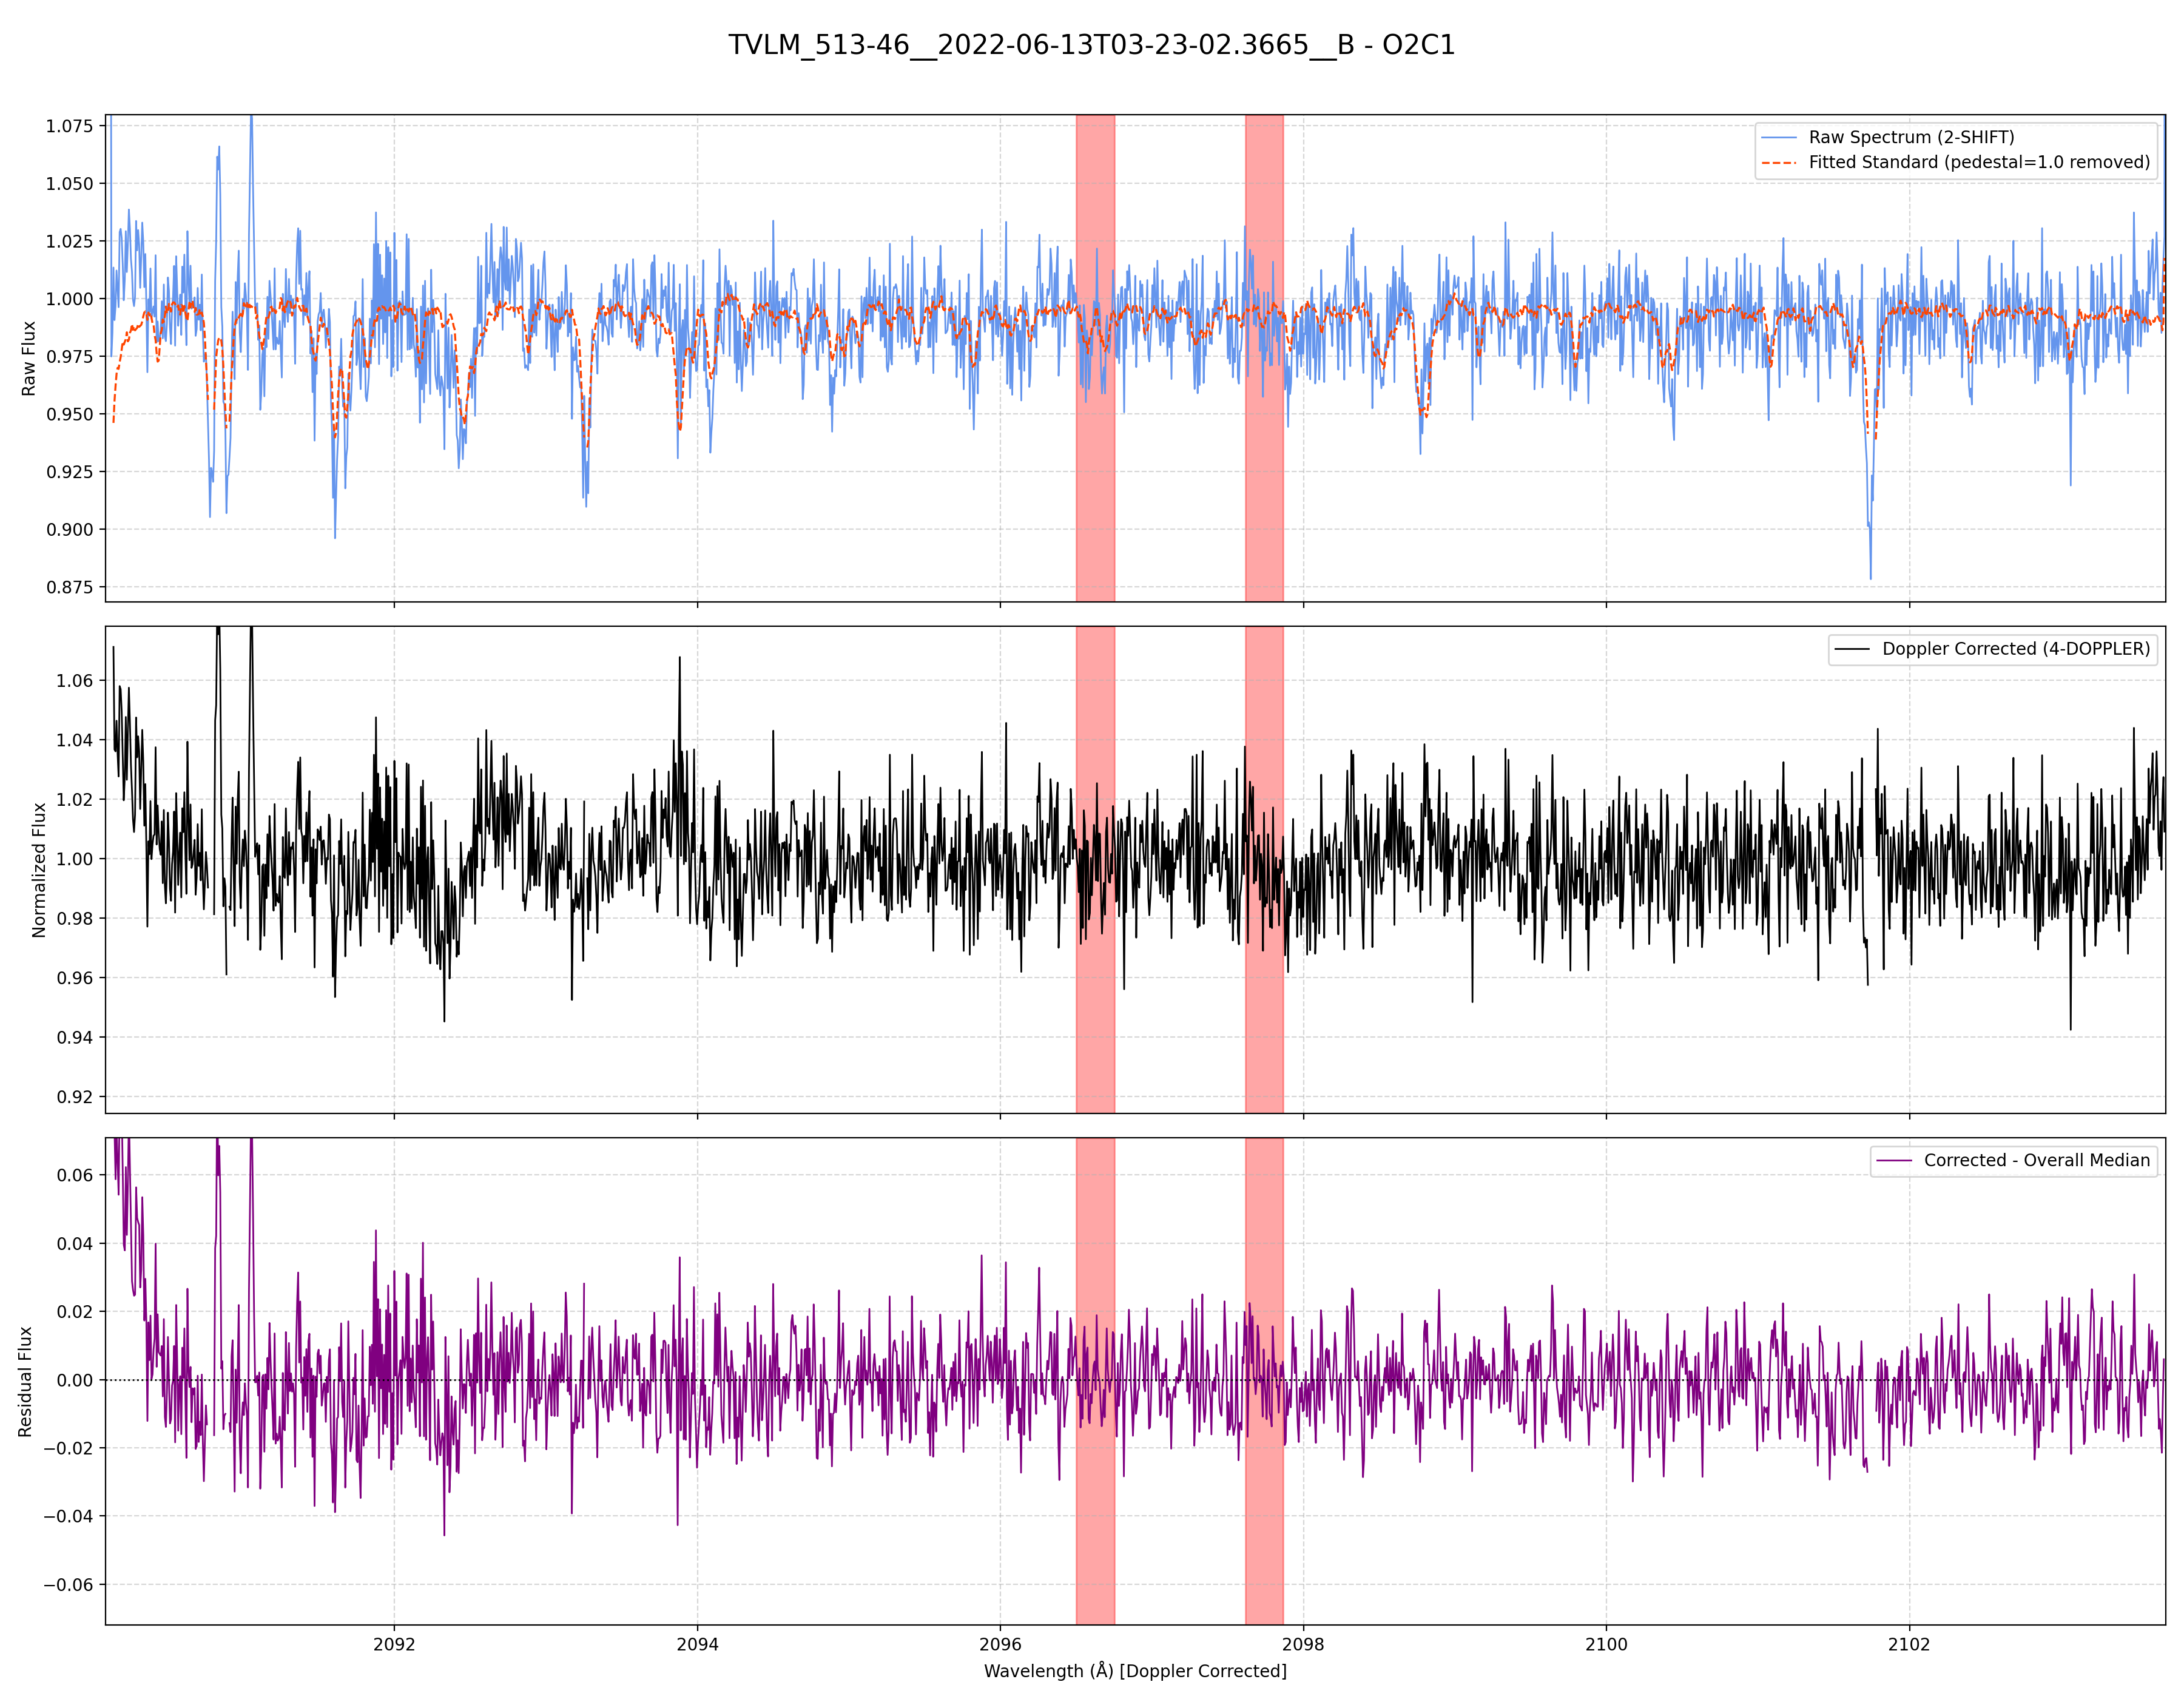 TVLM_513-46__2022-06-13T03-23-02.3665__B - O2C1
Raw Flux
1.075
1.050
1.025
1.000
0.975
0.950
0.925
0.900
0.875
Raw Spectrum (2-SHIFT)
Fitted Standard (pedestal=1.0 removed)
Normalized Flux
1.06
1.04
1.02
1.00
0.98
0.96
0.94
0.92
Doppler Corrected (4-DOPPLER)
Residual Flux
0.06
0.04
0.02
0.00
−0.02
−0.04
−0.06
Corrected - Overall Median
2092 2094 2096 2098 2100 2102
Wavelength (Å) [Doppler Corrected]